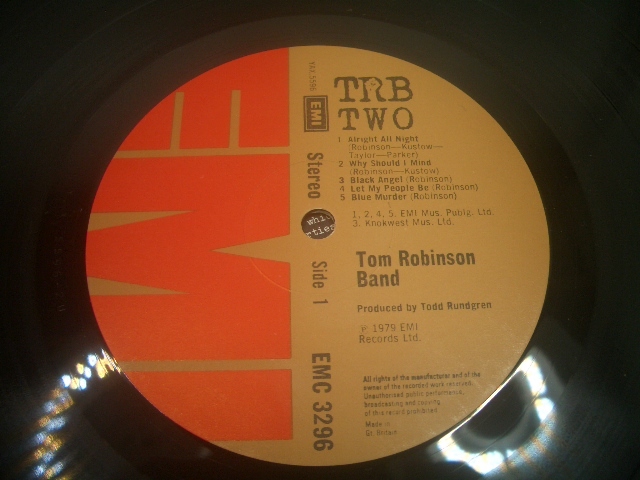 TRB
TWO
1 Alright All Night
(Robinson—Kustow—
Taylor—Parker)
2 Why Should I Mind
(Robinson—Kustow)
3 Black Angel (Robinson)
4 Let My People Be (Robinson)
5 Blue Murder (Robinson)
1, 2, 4, 5. EMI Mus. Publg. Ltd.
3. Knokwest Mus. Ltd.
Tom Robinson
Band
Produced by Todd Rundgren
℗ 1979 EMI
Records Ltd.
All rights of the manufacturer and of the
owner of the recorded work reserved.
Unauthorised public performance,
broadcasting and copying
of this record prohibited
Made in
Gt. Britain
EMI
Stereo
Side 1
EMC 3296
EMI